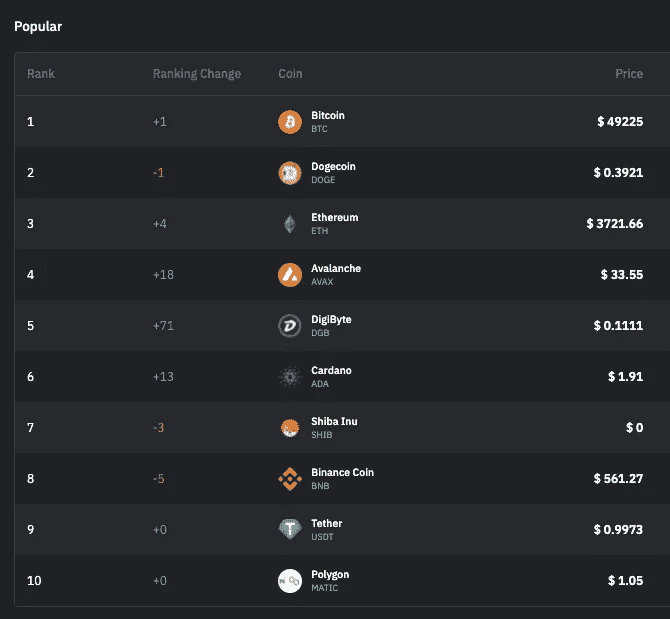 Popular
Rank Ranking Change Coin Price
1 +1 Bitcoin $ 49225
BTC
2 -1 Dogecoin $ 0.3921
DOGE
3 +4 Ethereum $ 3721.66
ETH
4 +18 Avalanche $ 33.55
AVAX
5 +71 DigiByte $ 0.1111
DGB
6 +13 Cardano $ 1.91
ADA
7 -3 Shiba Inu $ 0
SHIB
8 -5 Binance Coin $ 561.27
BNB
9 +0 Tether $ 0.9973
USDT
10 +0 Polygon $ 1.05
MATIC